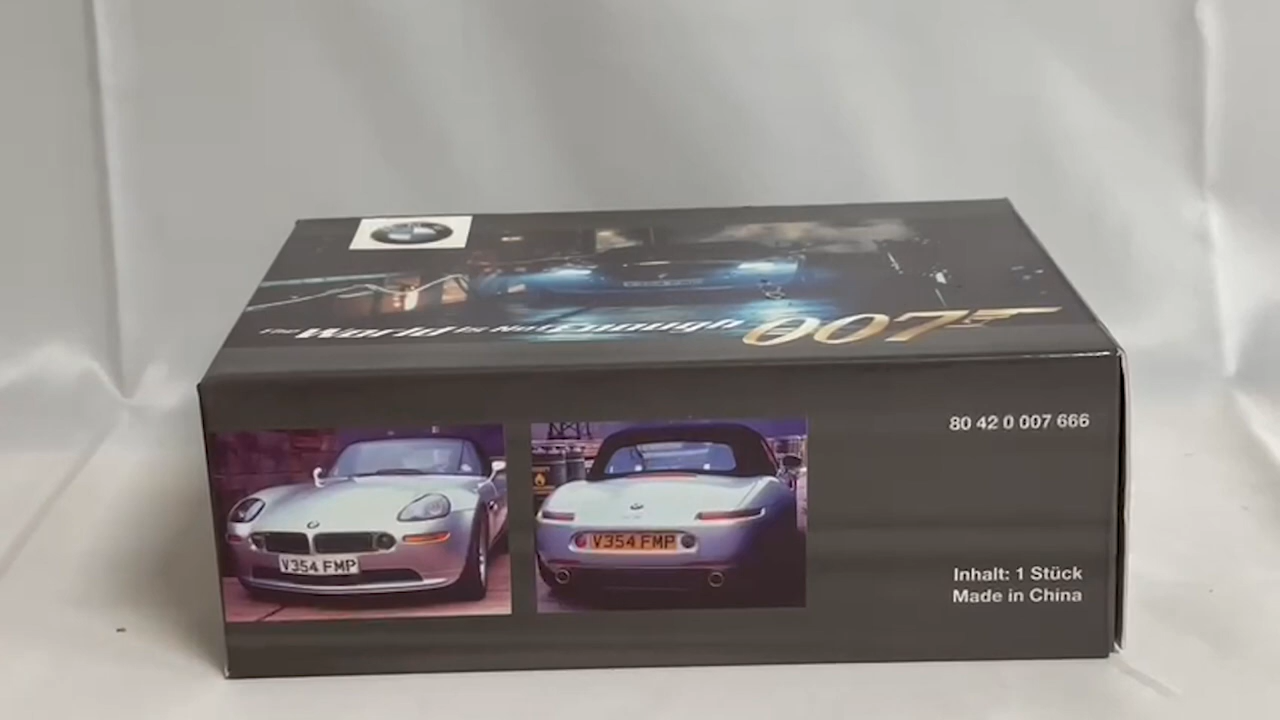 The World Is Not Enough 007
80 42 0 007 666
V354 FMP
V354 FMP
Inhalt: 1 Stück
Made in China